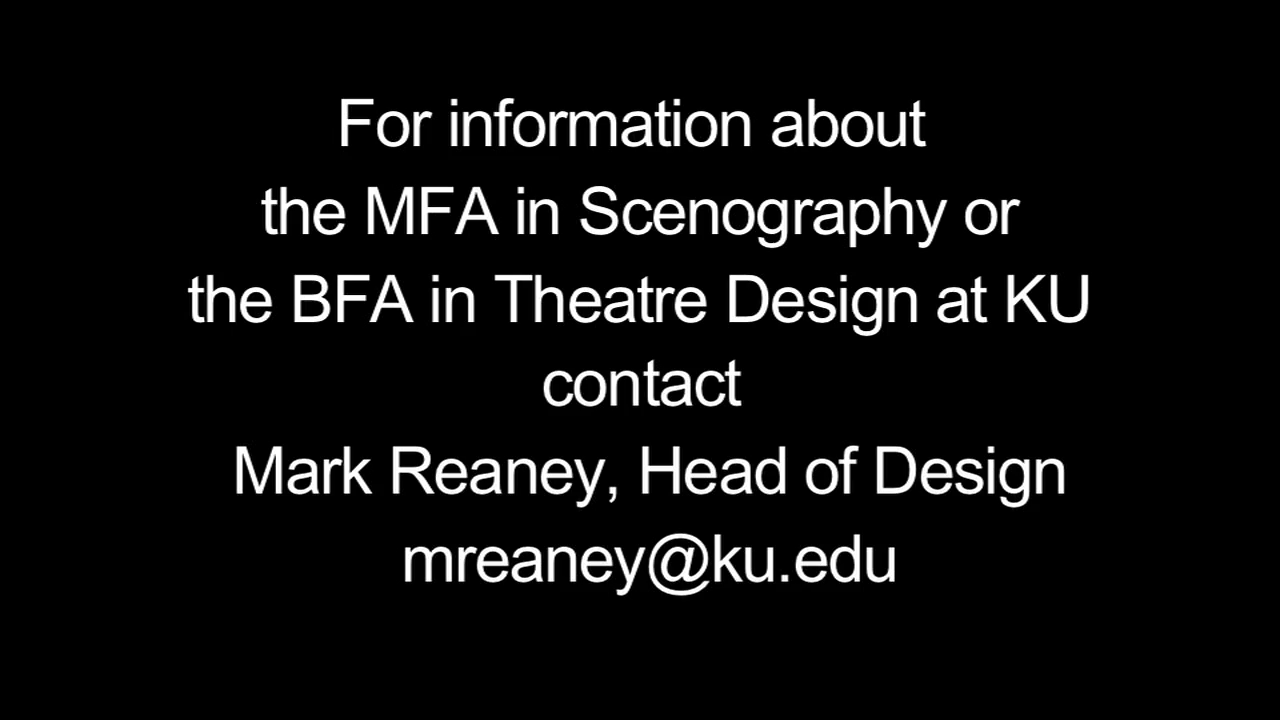 For information about
the MFA in Scenography or
the BFA in Theatre Design at KU
contact
Mark Reaney, Head of Design
mreaney@ku.edu